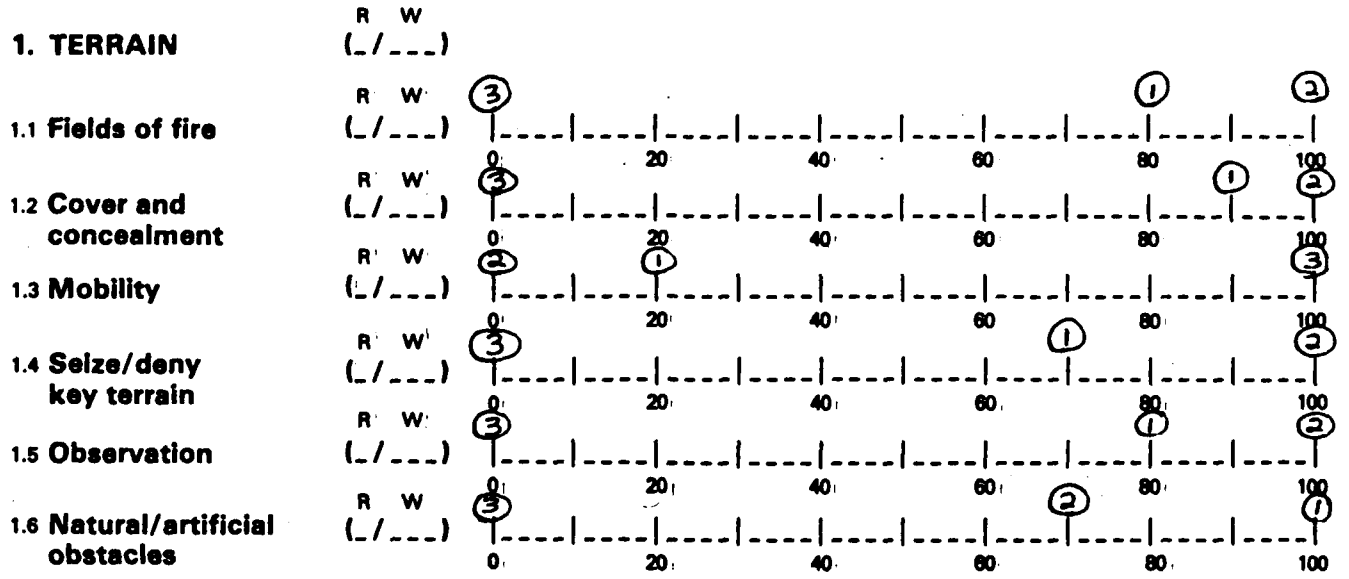 R W
1. TERRAIN (_/___)
③ ① ②
R W
1.1 Fields of fire (_/___)
0 20 40 60 80 100
③ ① ②
R W
1.2 Cover and (_/___)
concealment
0 20 40 60 80 100
② ① ③
R W
1.3 Mobility (_/___)
0 20 40 60 80 100
③ ① ②
R W
1.4 Seize/deny (_/___)
key terrain
0 20 40 60 80 100
③ ① ②
R W
1.5 Observation (_/___)
0 20 40 60 80 100
③ ② ①
R W
1.6 Natural/artificial (_/___)
obstacles
0 20 40 60 80 100